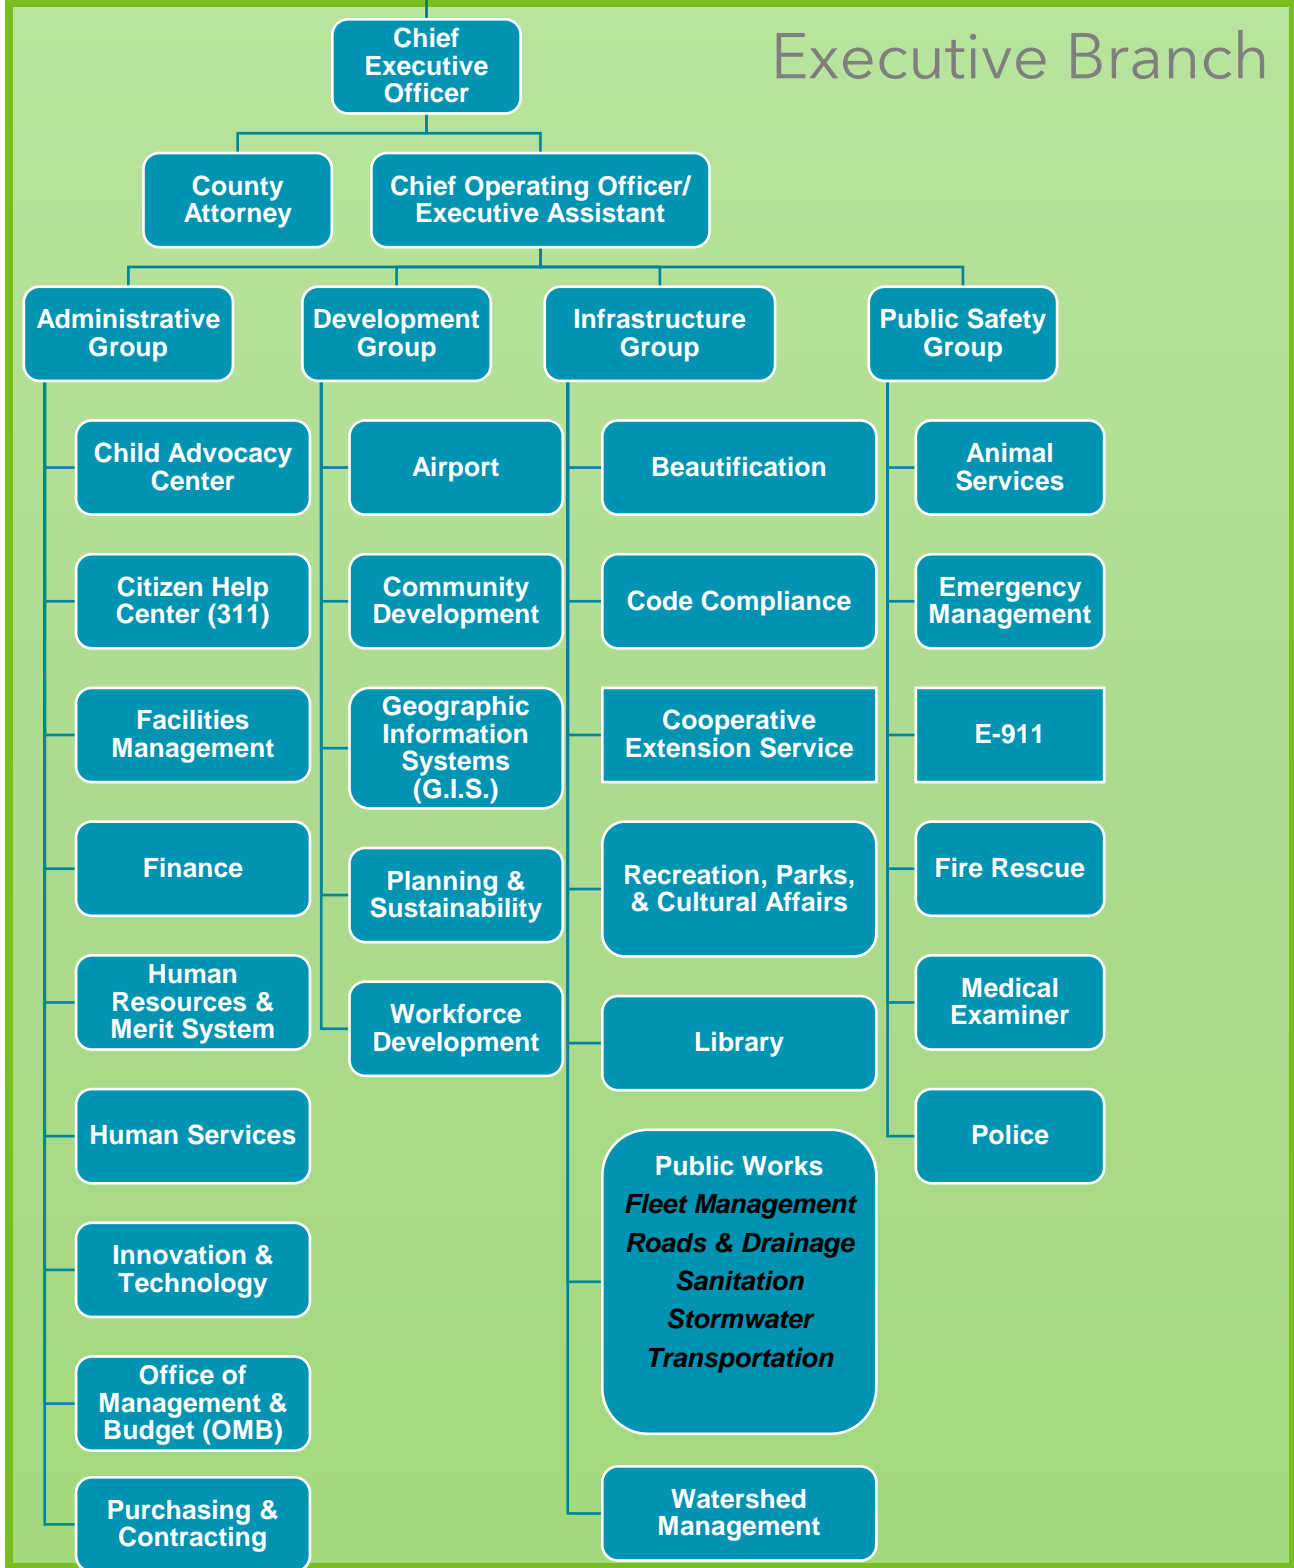 Executive Branch
Chief
Executive
Officer
County
Attorney
Chief Operating Officer/
Executive Assistant
Administrative
Group
Child Advocacy
Center
Citizen Help
Center (311)
Facilities
Management
Finance
Human
Resources &
Merit System
Human Services
Innovation &
Technology
Office of
Management &
Budget (OMB)
Purchasing &
Contracting
Development
Group
Airport
Community
Development
Geographic
Information
Systems
(G.I.S.)
Planning &
Sustainability
Workforce
Development
Infrastructure
Group
Beautification
Code Compliance
Cooperative
Extension Service
Recreation, Parks,
& Cultural Affairs
Library
Public Works
Fleet Management
Roads & Drainage
Sanitation
Stormwater
Transportation
Watershed
Management
Public Safety
Group
Animal
Services
Emergency
Management
E-911
Fire Rescue
Medical
Examiner
Police